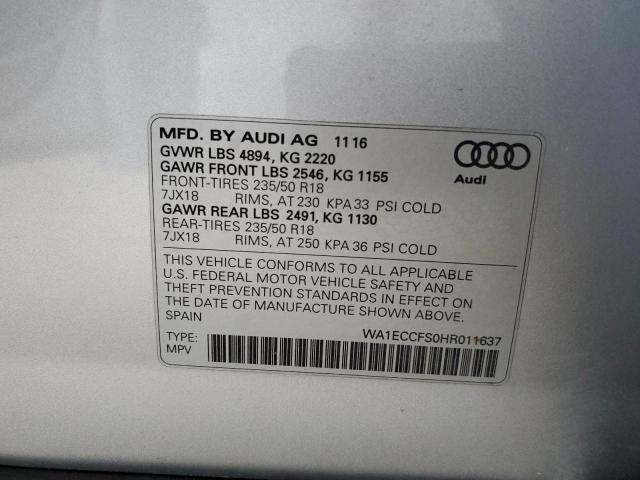 MFD. BY AUDI AG 11 16
GVWR LBS 4894, KG 2220
GAWR FRONT LBS 2546, KG 1155
FRONT-TIRES 235/50 R18
7JX18 RIMS, AT 230 KPA 33 PSI COLD
GAWR REAR LBS 2491, KG 1130
REAR-TIRES 235/50 R18
7JX18 RIMS, AT 250 KPA 36 PSI COLD
Audi
THIS VEHICLE CONFORMS TO ALL APPLICABLE
U.S. FEDERAL MOTOR VEHICLE SAFETY AND
THEFT PREVENTION STANDARDS IN EFFECT ON
THE DATE OF MANUFACTURE SHOWN ABOVE.
SPAIN
WA1ECCFS0HR011637
TYPE:
MPV